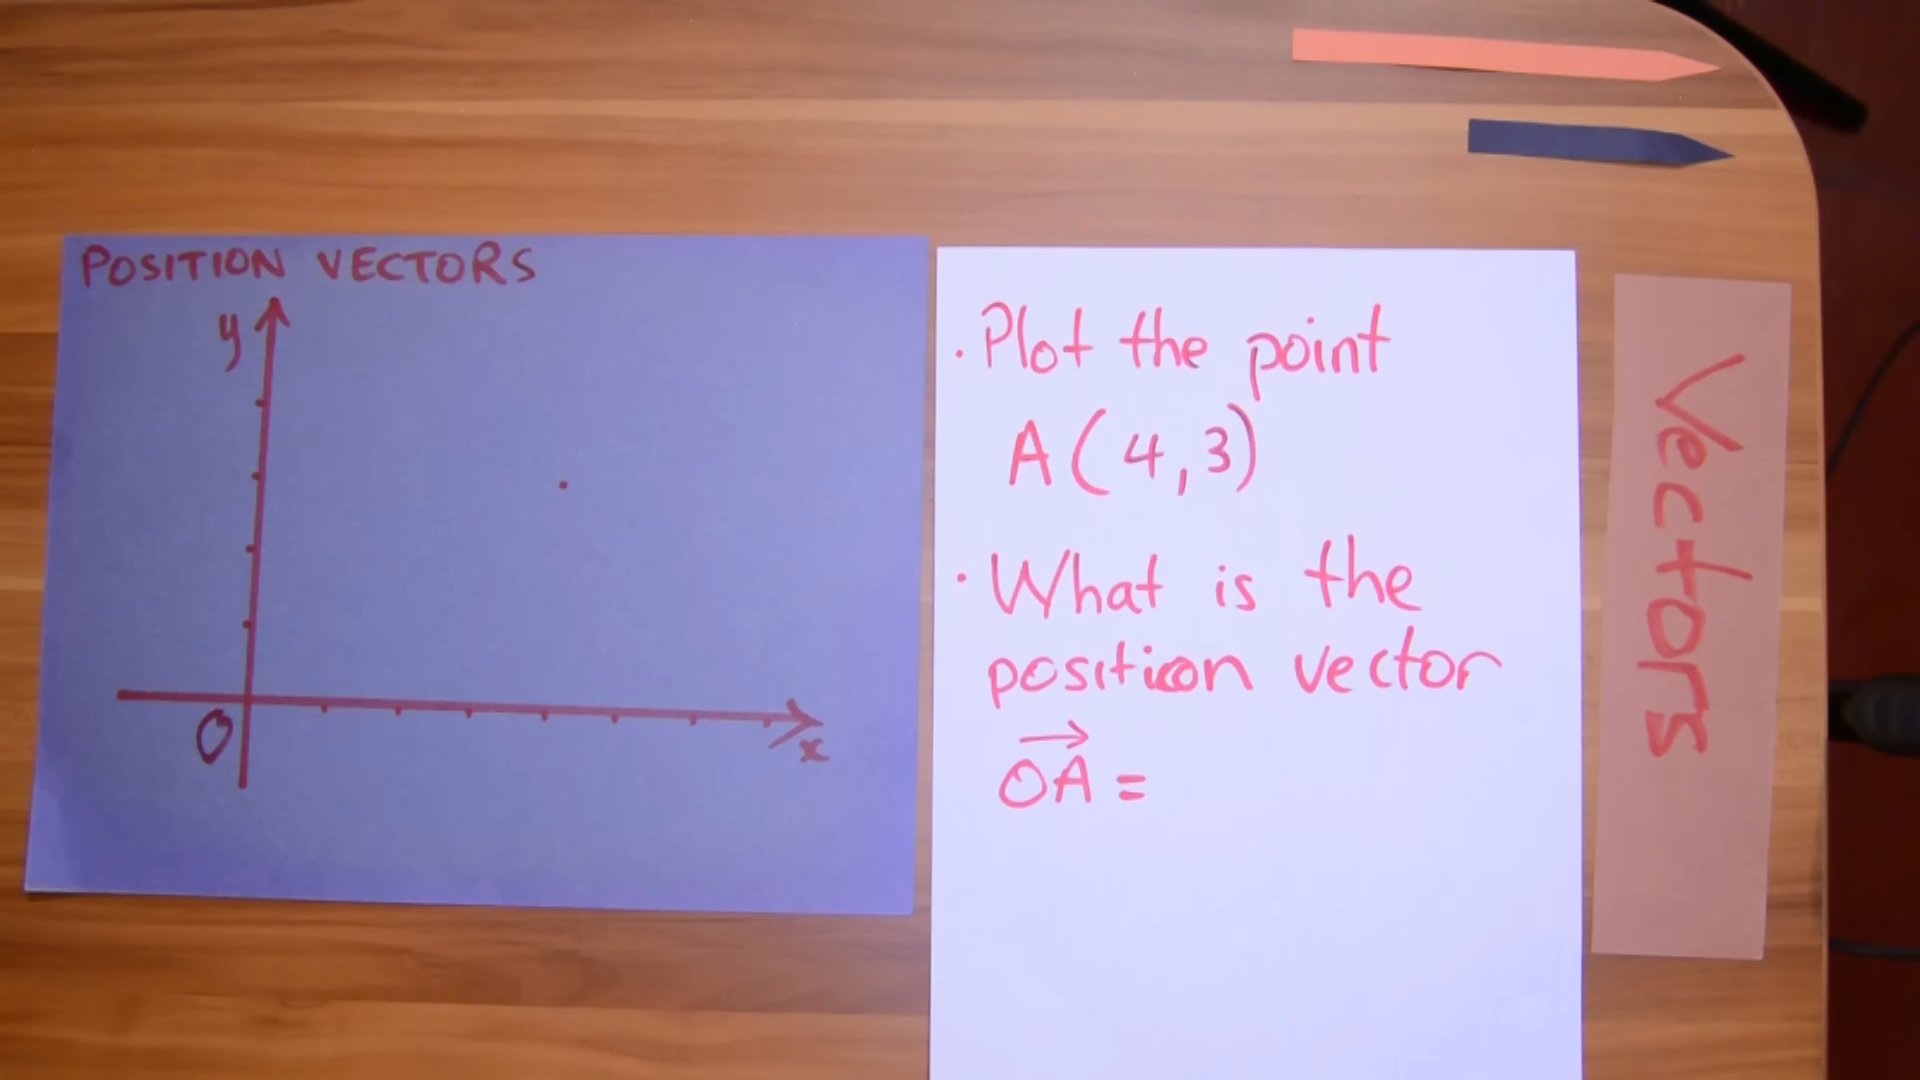 POSITION VECTORS
y
O
x
· Plot the point
A (4,3)
· What is the
position vector
→
OA =
Vectors